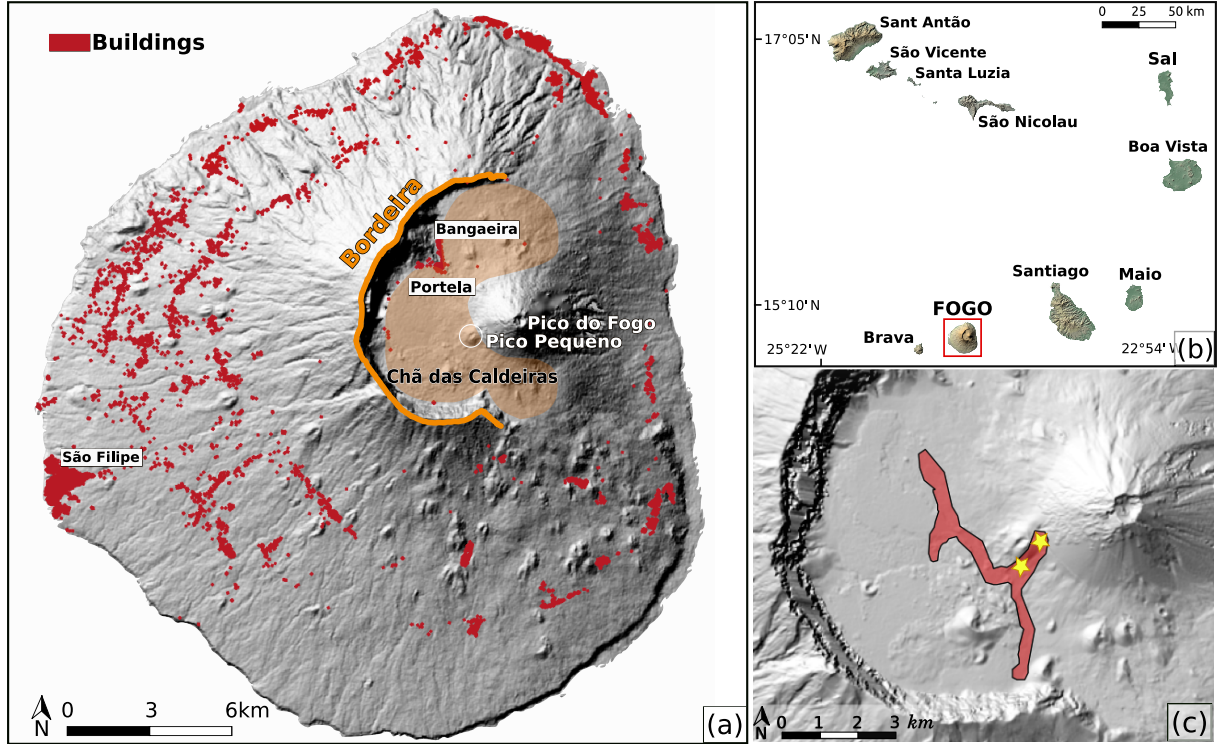 Buildings
Bordeira
Bangaeira
Portela
Pico do Fogo
Pico Pequeno
Chã das Caldeiras
São Filipe
N
0 3 6km
(a)
0 25 50 km
17°05' N
Sant Antão
São Vicente
Santa Luzia
São Nicolau
Sal
Boa Vista
Santiago
Maio
15°10' N
FOGO
Brava
25°22' W
22°54' W
(b)
N
0 1 2 3 km
(c)